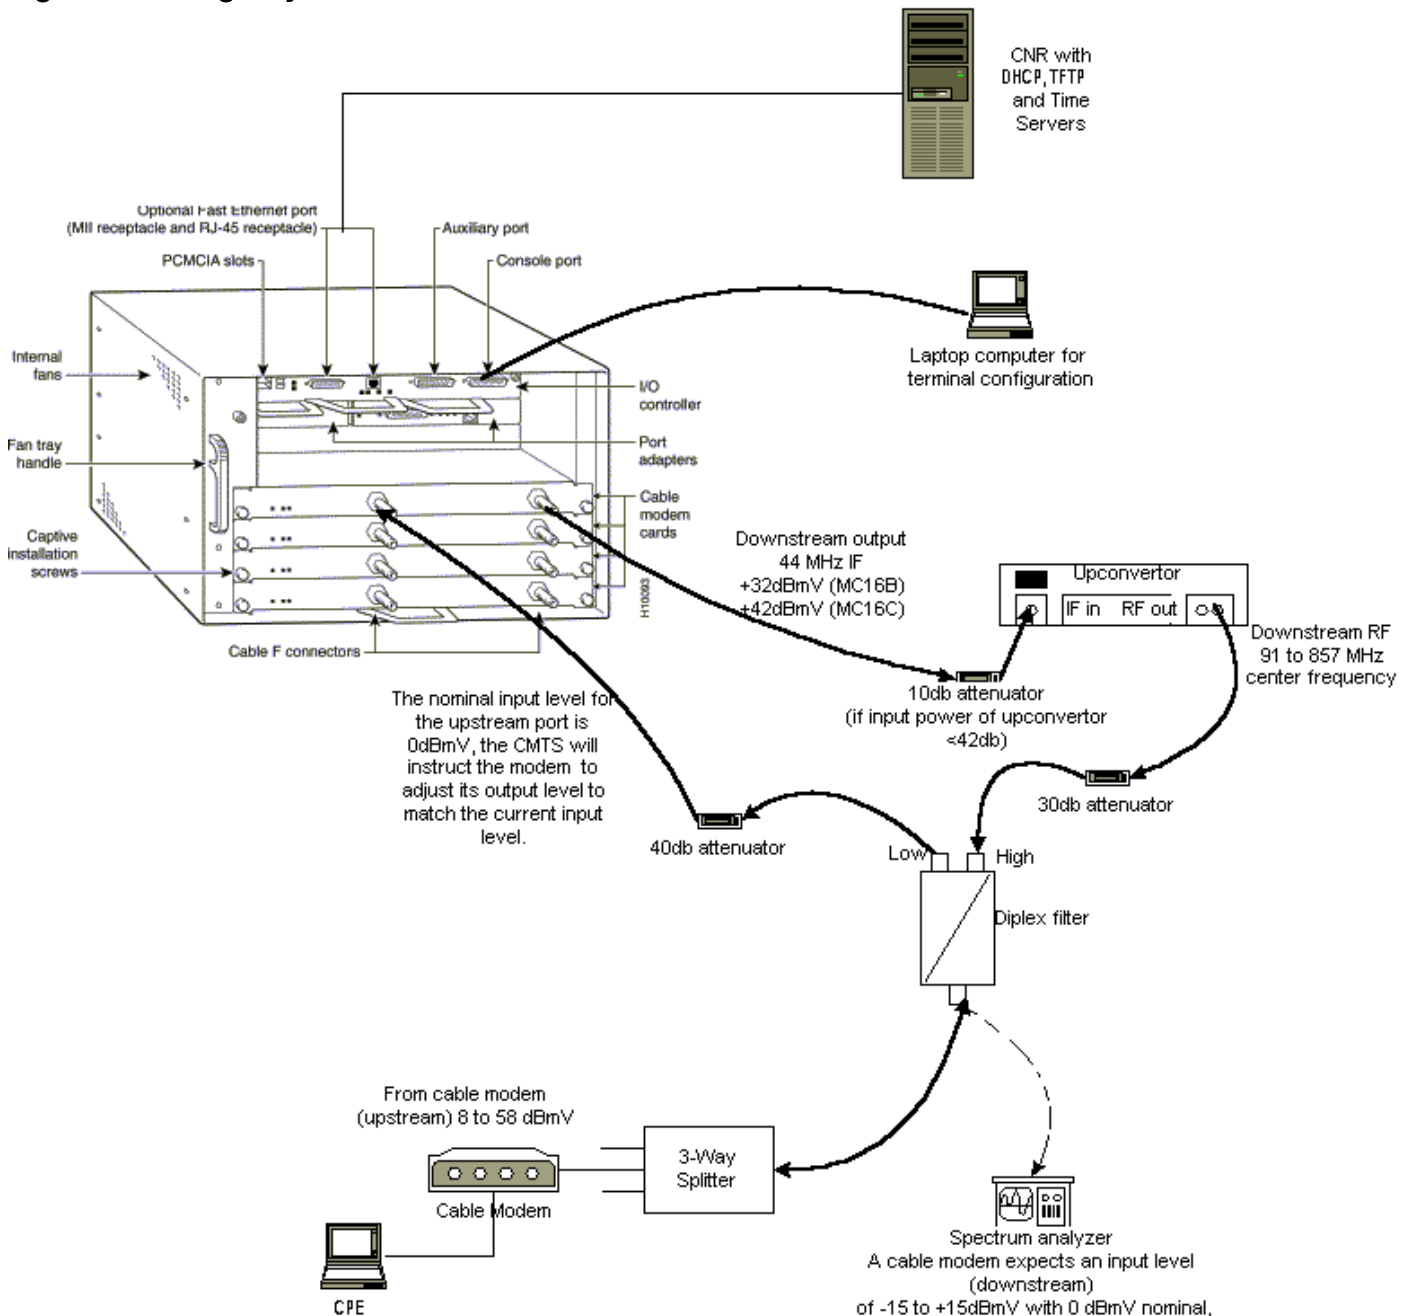 CNR with
DHCP, TFTP
and Time
Servers
Optional Fast Ethernet port
(MII receptacle and RJ-45 receptacle)
Auxiliary port
PCMCIA slots
Console port
Laptop computer for
terminal configuration
Internal
fans
I/O
controller
Fan tray
handle
Port
adapters
Cable
modem
cards
Captive
installation
screws
H10093
Cable F connectors
Downstream output
44 MHz IF
+32dBmV (MC16B)
+42dBmV (MC16C)
Upconvertor
IF in
RF out
Downstream RF
91 to 857 MHz
center frequency
10db attenuator
(if input power of upconvertor
<42db)
The nominal input level for
the upstream port is
0dBmV, the CMTS will
instruct the modem to
adjust its output level to
match the current input
level.
30db attenuator
40db attenuator
Low
High
Diplex filter
From cable modem
(upstream) 8 to 58 dBmV
3-Way
Splitter
Cable Modem
CPE
Spectrum analyzer
A cable modem expects an input level
(downstream)
of -15 to +15dBmV with 0 dBmV nominal,